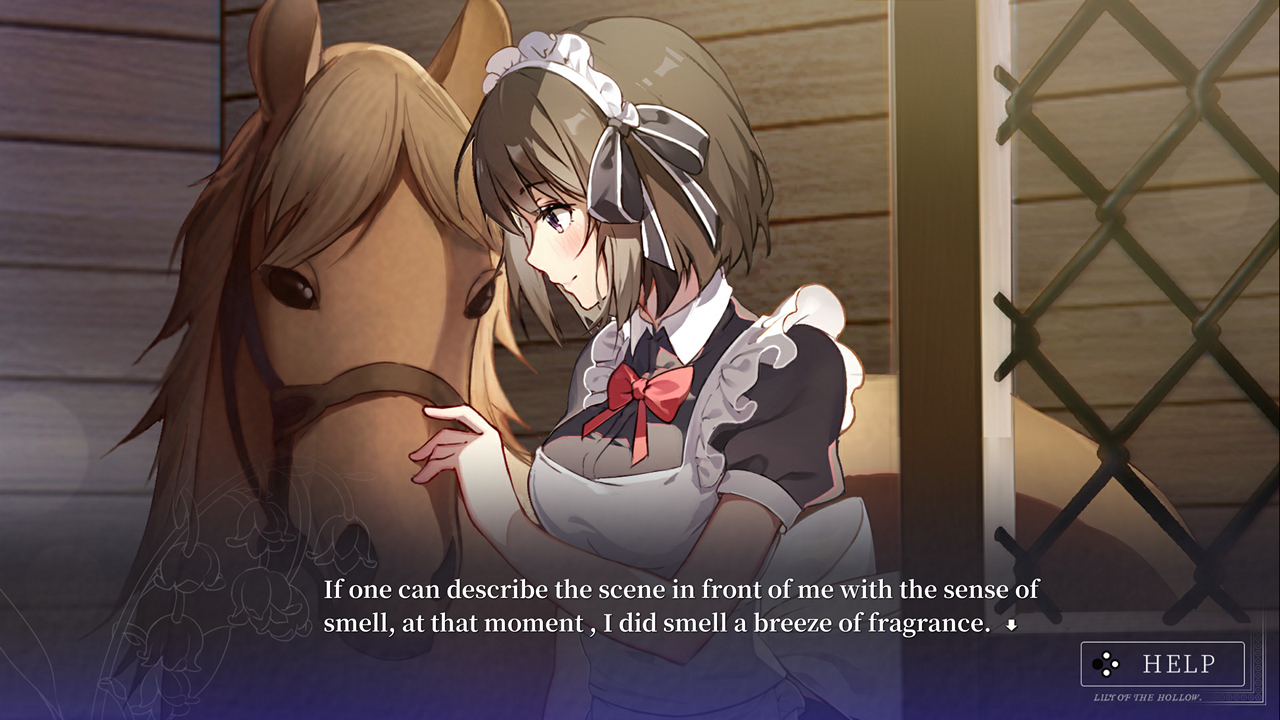 If one can describe the scene in front of me with the sense of
smell, at that moment , I did smell a breeze of fragrance.
HELP
LILY OF THE HOLLOW.